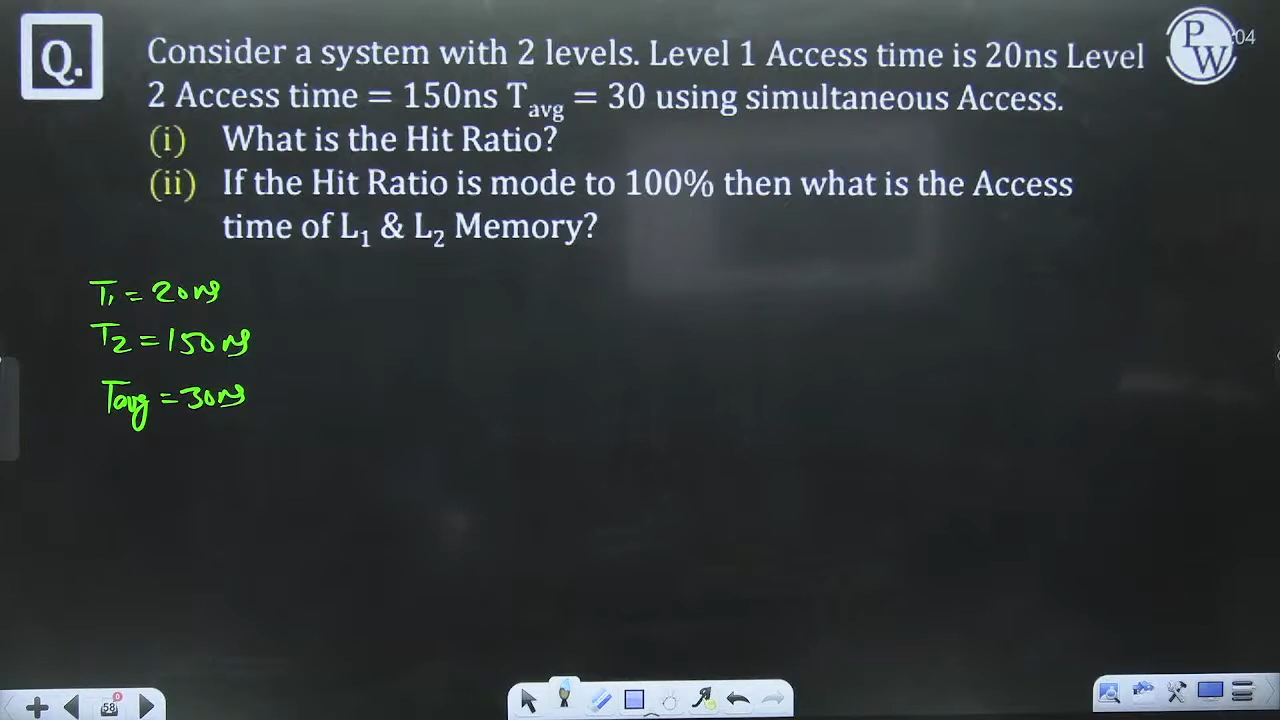 Q.
Consider a system with 2 levels. Level 1 Access time is 20ns Level
2 Access time = 150ns Tavg = 30 using simultaneous Access.
(i) What is the Hit Ratio?
(ii) If the Hit Ratio is mode to 100% then what is the Access
time of L1 & L2 Memory?
PW
04
T1 = 20ns
T2 = 150ns
Tavg = 30ns
58
0